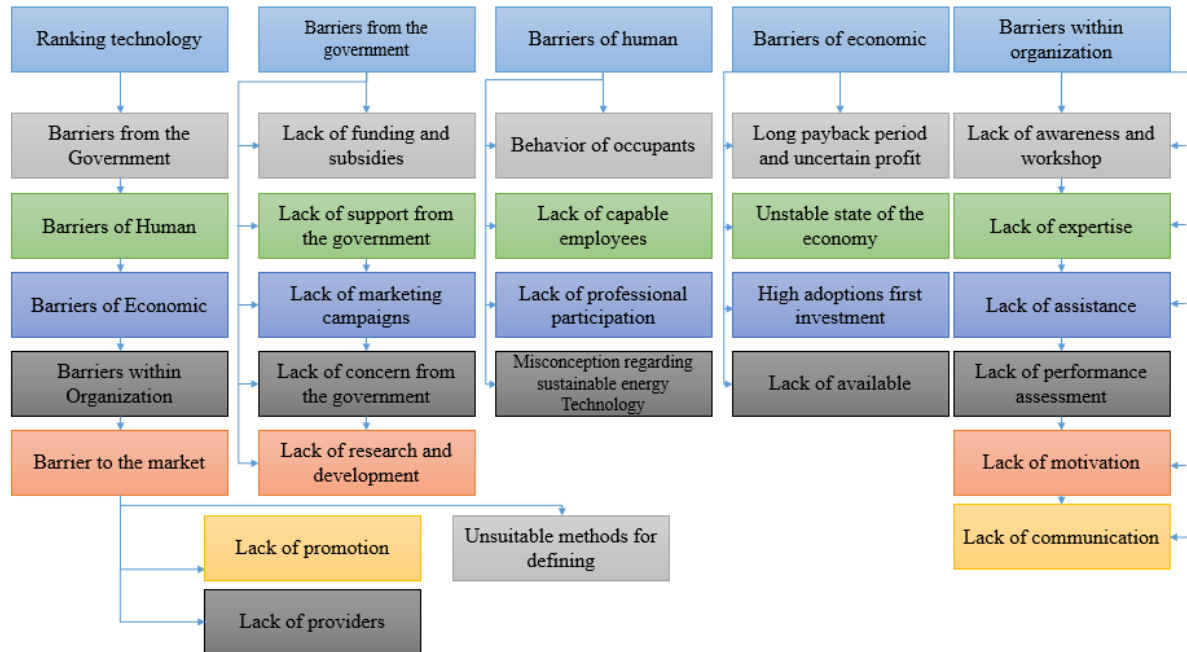 Ranking technology
Barriers from the
government
Barriers of human
Barriers of economic
Barriers within
organization
Barriers from the
Government
Lack of funding and
subsidies
Behavior of occupants
Long payback period
and uncertain profit
Lack of awareness and
workshop
Barriers of Human
Lack of support from
the government
Lack of capable
employees
Unstable state of the
economy
Lack of expertise
Barriers of Economic
Lack of marketing
campaigns
Lack of professional
participation
High adoptions first
investment
Lack of assistance
Barriers within
Organization
Lack of concern from
the government
Misconception regarding
sustainable energy
Technology
Lack of available
Lack of performance
assessment
Barrier to the market
Lack of research and
development
Lack of motivation
Lack of promotion
Unsuitable methods for
defining
Lack of communication
Lack of providers